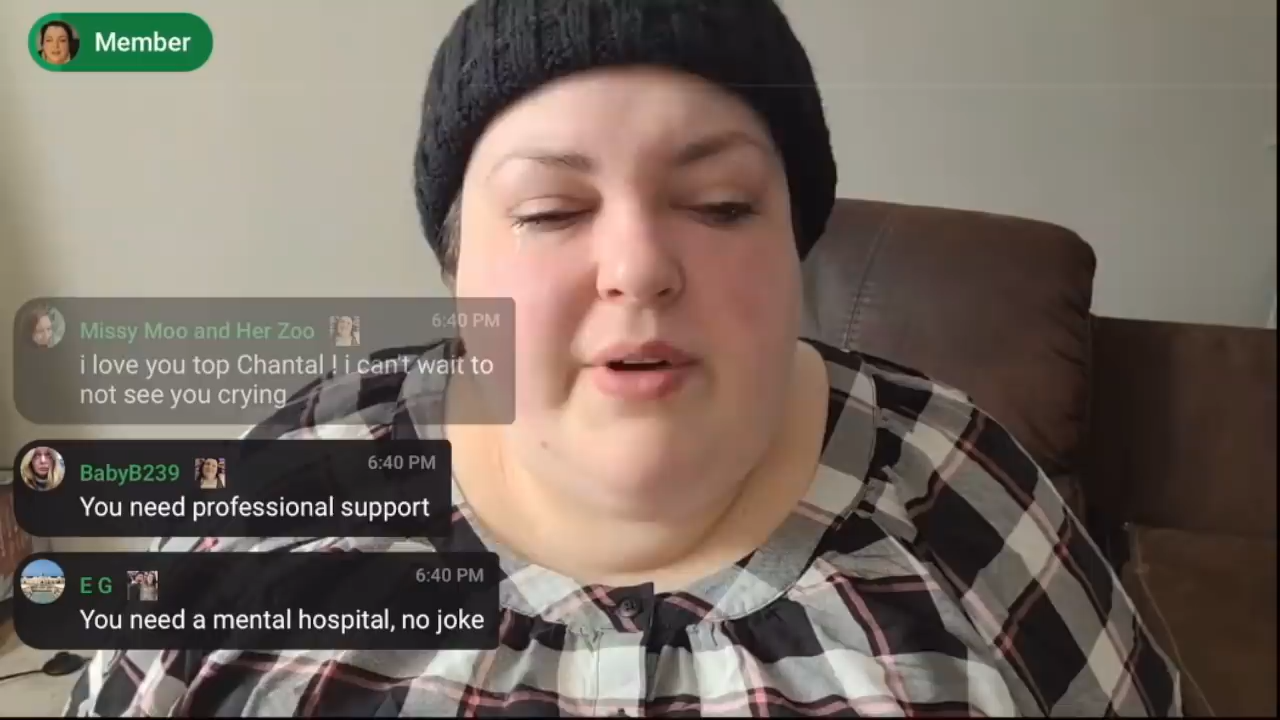 Member
Missy Moo and Her Zoo 6:40 PM
i love you top Chantal ! i can't wait to
not see you crying
BabyB239 6:40 PM
You need professional support
E G 6:40 PM
You need a mental hospital, no joke